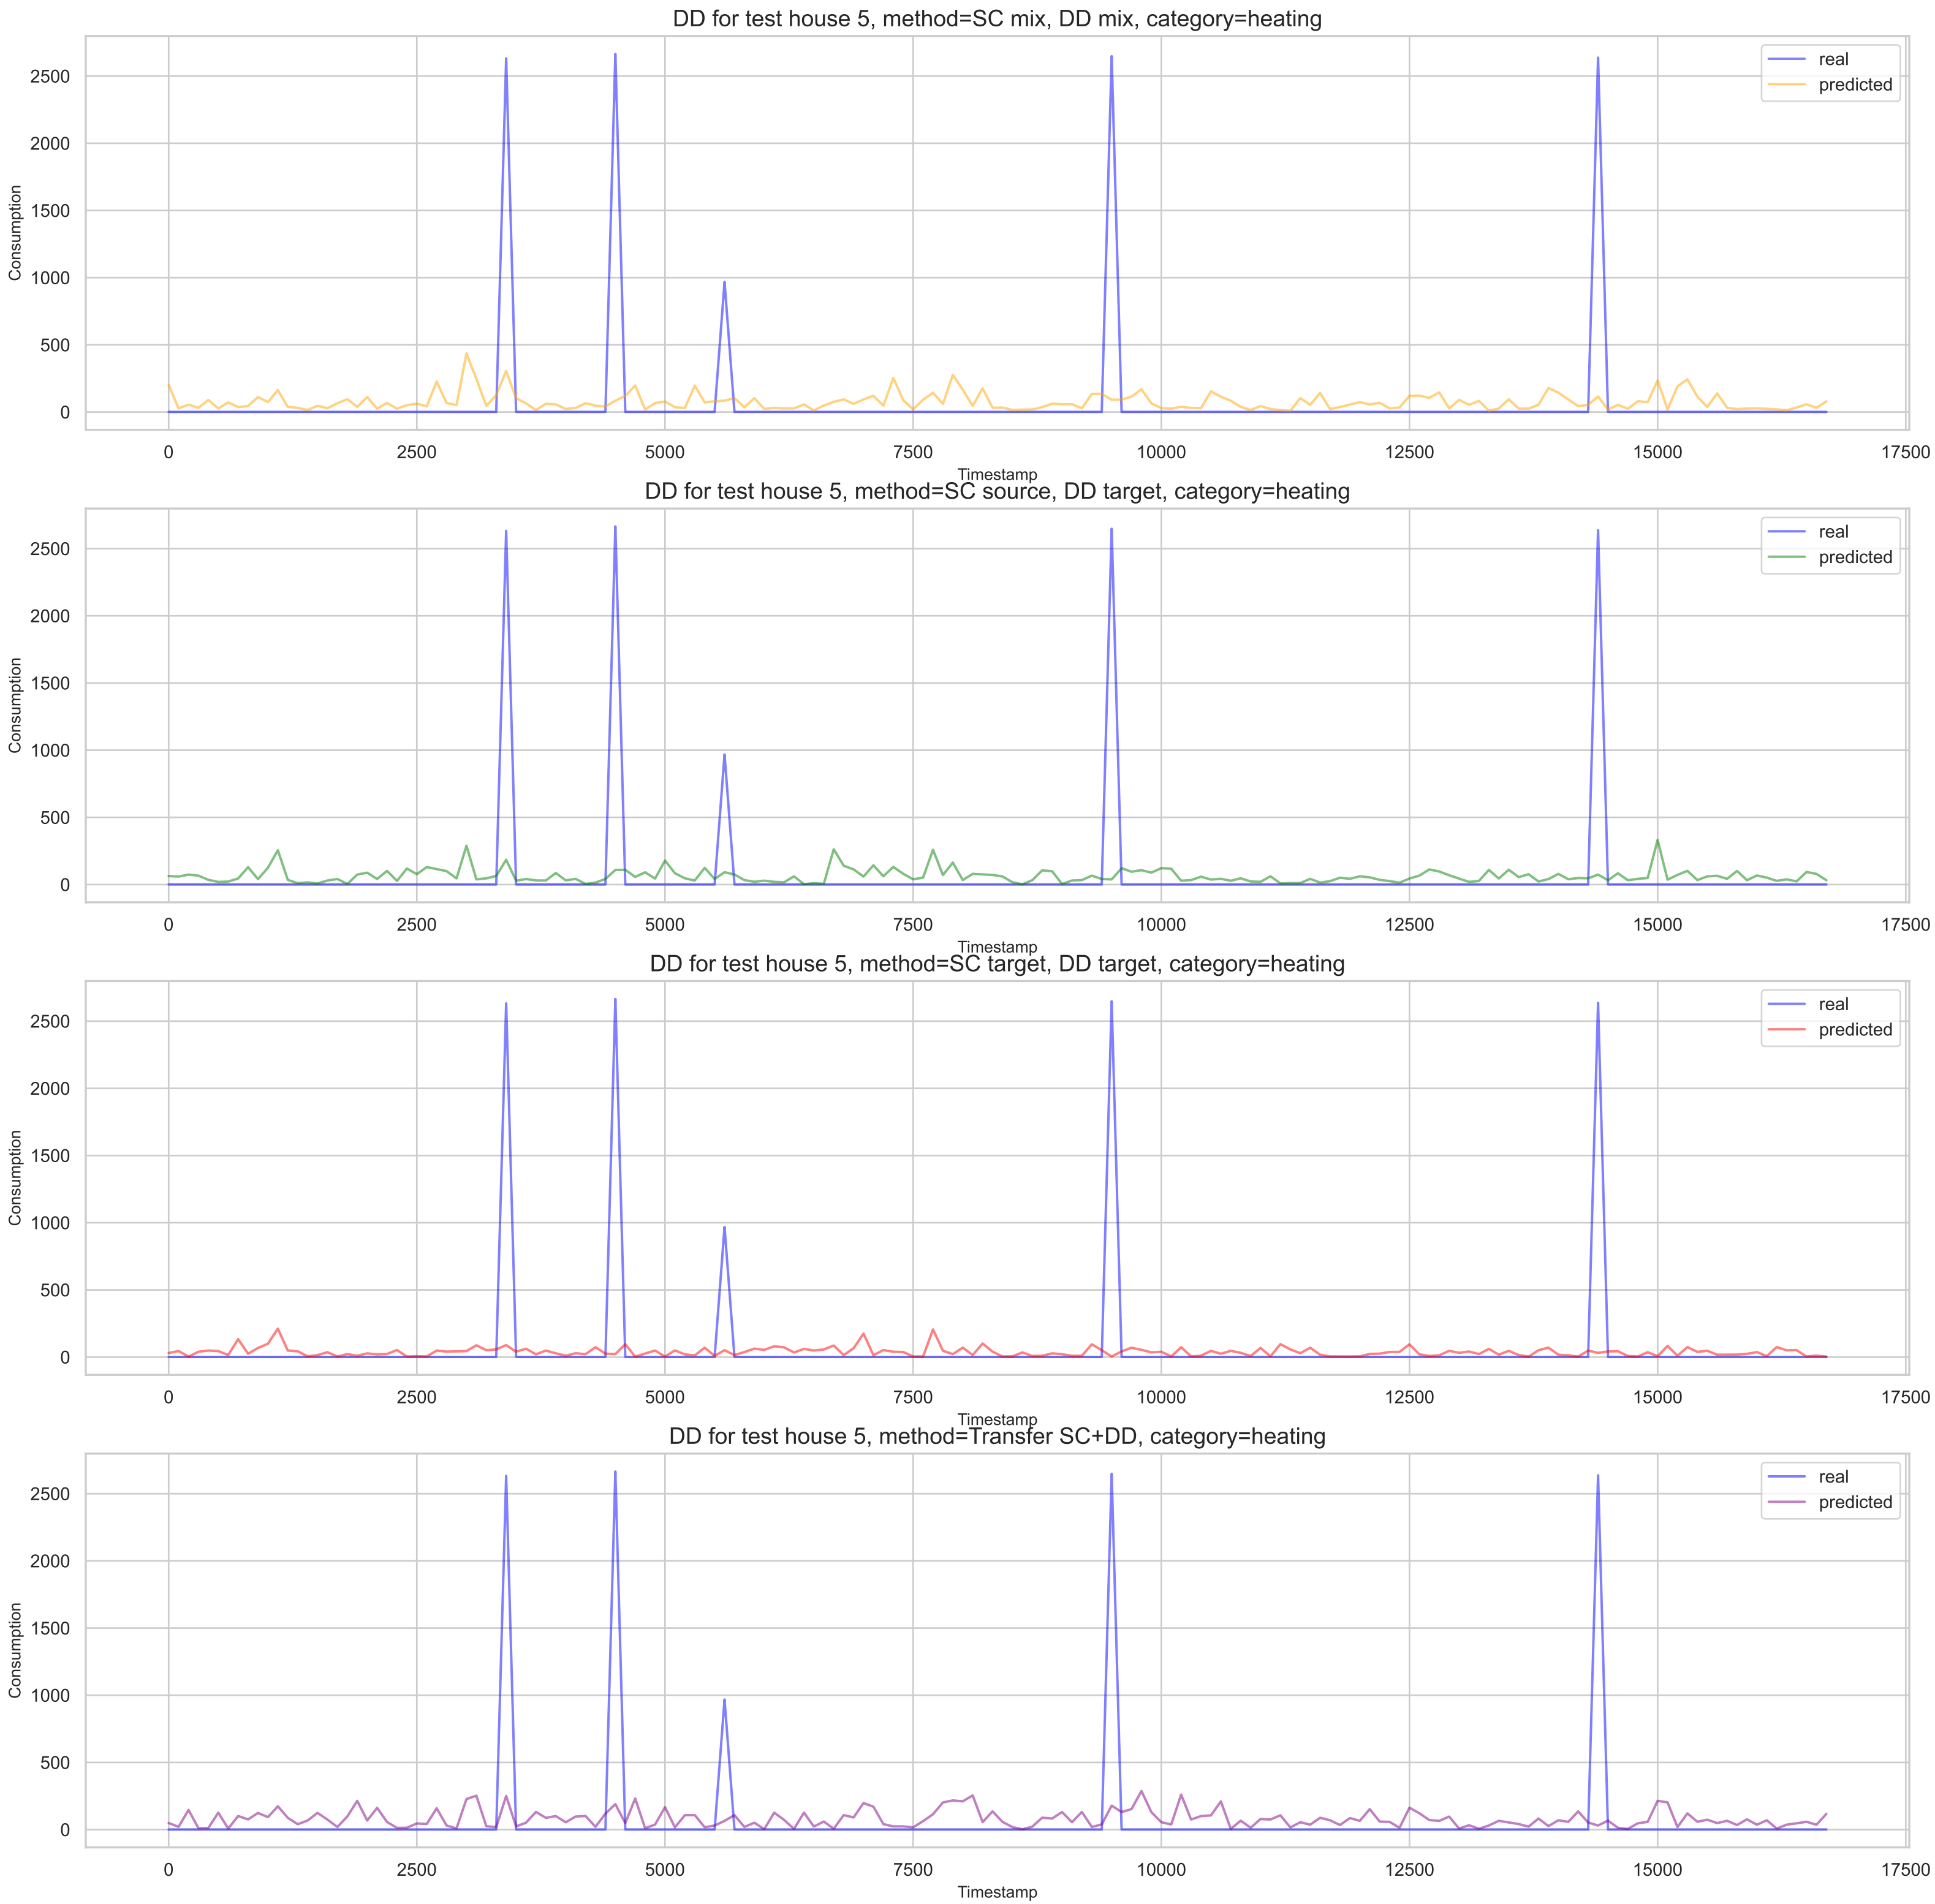 DD for test house 5, method=SC mix, DD mix, category=heating
real
predicted
2500
2000
1500
1000
500
0
Consumption
0 2500 5000 7500 10000 12500 15000 17500
Timestamp
DD for test house 5, method=SC source, DD target, category=heating
real
predicted
2500
2000
1500
1000
500
0
Consumption
0 2500 5000 7500 10000 12500 15000 17500
Timestamp
DD for test house 5, method=SC target, DD target, category=heating
real
predicted
2500
2000
1500
1000
500
0
Consumption
0 2500 5000 7500 10000 12500 15000 17500
Timestamp
DD for test house 5, method=Transfer SC+DD, category=heating
real
predicted
2500
2000
1500
1000
500
0
Consumption
0 2500 5000 7500 10000 12500 15000 17500
Timestamp